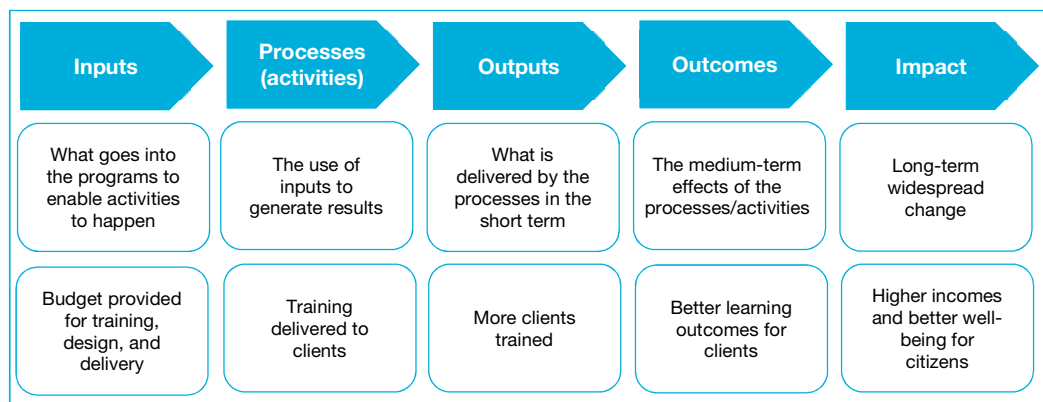 Inputs
Processes
(activities)
Outputs
Outcomes
Impact
What goes into
the programs to
enable activities
to happen
The use of
inputs to
generate results
What is
delivered by the
processes in the
short term
The medium-term
effects of the
processes/activities
Long-term
widespread
change
Budget provided
for training,
design, and
delivery
Training
delivered to
clients
More clients
trained
Better learning
outcomes for
clients
Higher incomes
and better well-
being for
citizens